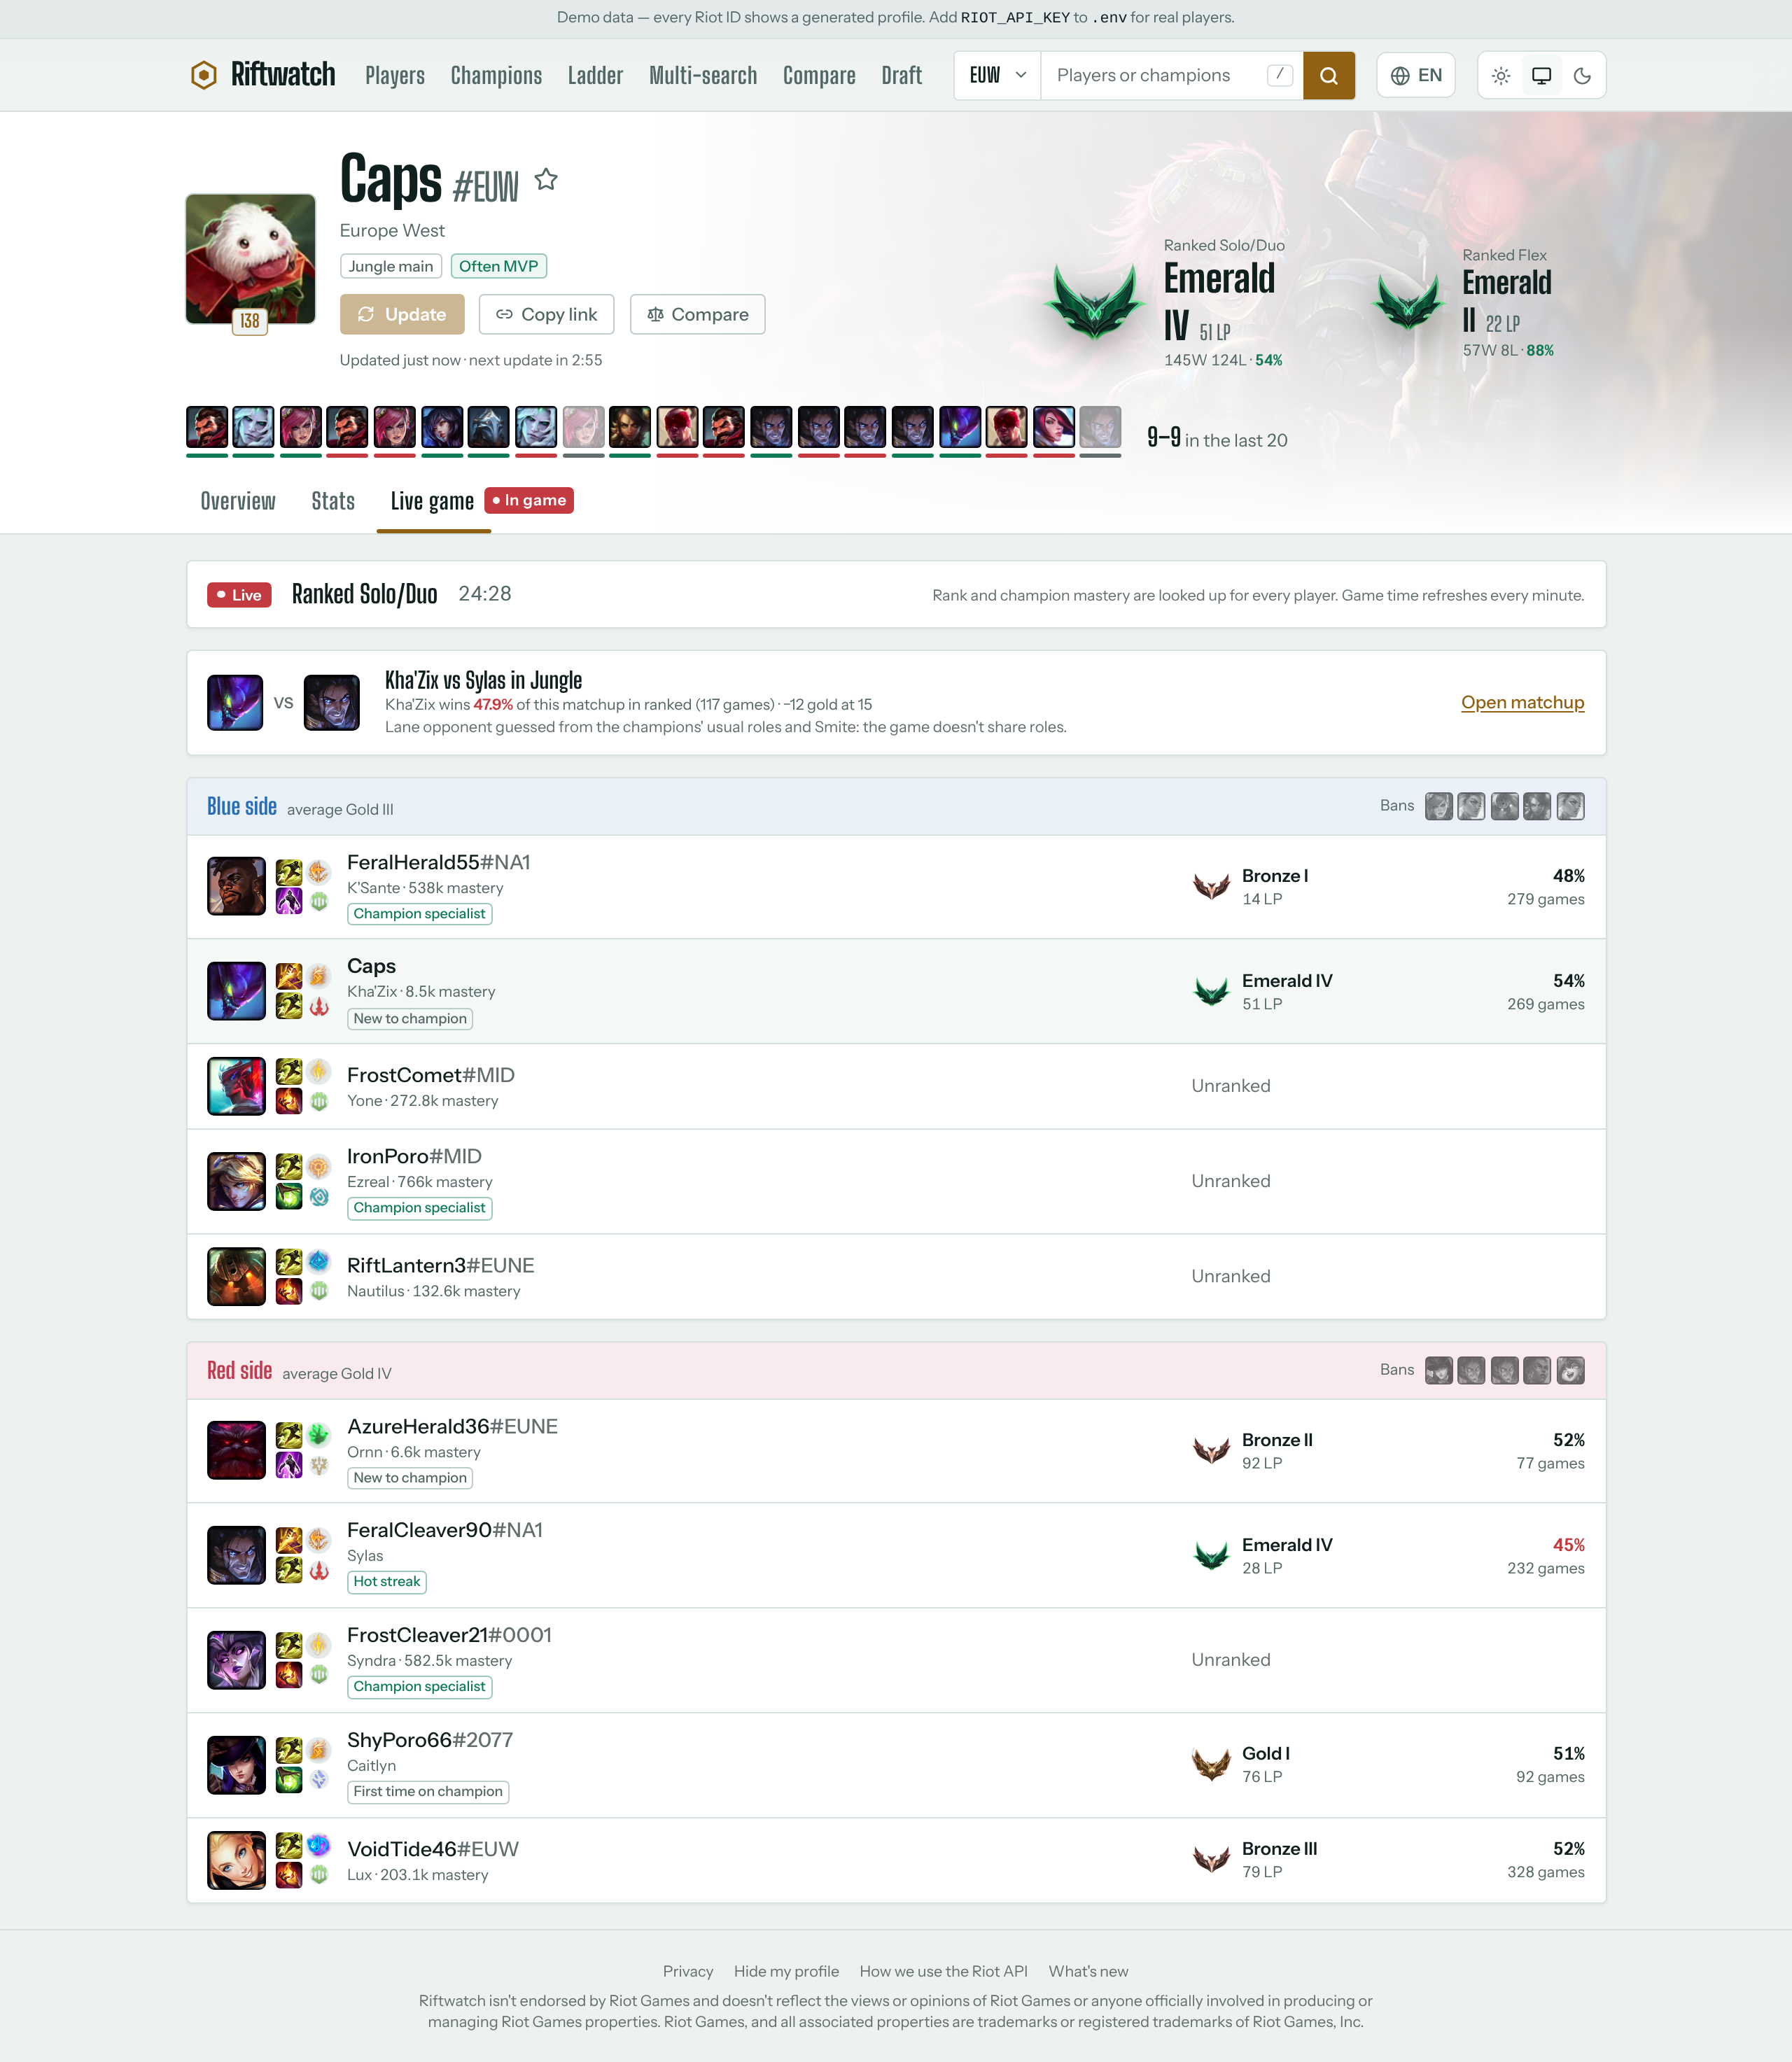 Demo data — every Riot ID shows a generated profile. Add RIOT_API_KEY to .env for real players.
Riftwatch Players Champions Ladder Multi-search Compare Draft EUW Players or champions / EN
Caps #EUW
Europe West
Jungle main Often MVP
138
Update Copy link Compare
Updated just now · next update in 2:55
Ranked Solo/Duo
Emerald
IV 51 LP
145W 124L · 54%
Ranked Flex
Emerald
II 22 LP
57W 8L · 88%
9–9 in the last 20
Overview Stats Live game In game
Live Ranked Solo/Duo 24:28 Rank and champion mastery are looked up for every player. Game time refreshes every minute.
VS
Kha'Zix vs Sylas in Jungle
Kha'Zix wins 47.9% of this matchup in ranked (117 games) · −12 gold at 15
Lane opponent guessed from the champions' usual roles and Smite: the game doesn't share roles.
Open matchup
Blue side average Gold III Bans
FeralHerald55#NA1
K'Sante · 538k mastery
Champion specialist
Bronze I
14 LP
48%
279 games
Caps
Kha'Zix · 8.5k mastery
New to champion
Emerald IV
51 LP
54%
269 games
FrostComet#MID
Yone · 272.8k mastery
Unranked
IronPoro#MID
Ezreal · 766k mastery
Champion specialist
Unranked
RiftLantern3#EUNE
Nautilus · 132.6k mastery
Unranked
Red side average Gold IV Bans
AzureHerald36#EUNE
Ornn · 6.6k mastery
New to champion
Bronze II
92 LP
52%
77 games
FeralCleaver90#NA1
Sylas
Hot streak
Emerald IV
28 LP
45%
232 games
FrostCleaver21#0001
Syndra · 582.5k mastery
Champion specialist
Unranked
ShyPoro66#2077
Caitlyn
First time on champion
Gold I
76 LP
51%
92 games
VoidTide46#EUW
Lux · 203.1k mastery
Bronze III
79 LP
52%
328 games
Privacy Hide my profile How we use the Riot API What's new
Riftwatch isn't endorsed by Riot Games and doesn't reflect the views or opinions of Riot Games or anyone officially involved in producing or
managing Riot Games properties. Riot Games, and all associated properties are trademarks or registered trademarks of Riot Games, Inc.